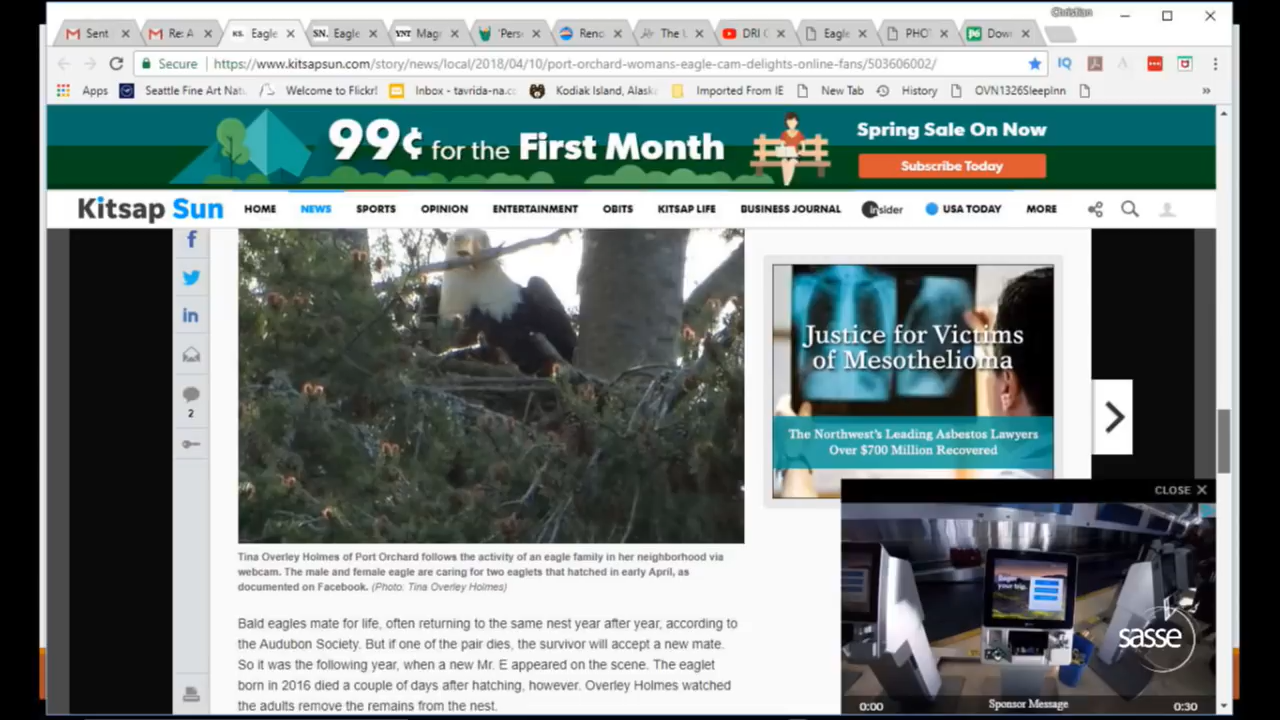 Christian
Sent
Re: A
KS. Eagle
SN. Eagle
YNT Magr
'Pers
Reno
The U
DRI C
Eagle
PHO
Dow
Secure https://www.kitsapsun.com/story/news/local/2018/04/10/port-orchard-womans-eagle-cam-delights-online-fans/503606002/
Apps Seattle Fine Art Natu Welcome to Flickr! Inbox - tavrida-na.co Kodiak Island, Alaska Imported From IE New Tab History OVN1326SleepInn
99¢ for the First Month
Spring Sale On Now
Subscribe Today
Kitsap Sun HOME NEWS SPORTS OPINION ENTERTAINMENT OBITS KITSAP LIFE BUSINESS JOURNAL Insider USA TODAY MORE
2
Justice for Victims
of Mesothelioma
The Northwest's Leading Asbestos Lawyers
Over $700 Million Recovered
CLOSE
Tina Overley Holmes of Port Orchard follows the activity of an eagle family in her neighborhood via
webcam. The male and female eagle are caring for two eaglets that hatched in early April, as
documented on Facebook. (Photo: Tina Overley Holmes)
Bald eagles mate for life, often returning to the same nest year after year, according to
the Audubon Society. But if one of the pair dies, the survivor will accept a new mate.
So it was the following year, when a new Mr. E appeared on the scene. The eaglet
born in 2016 died a couple of days after hatching, however. Overley Holmes watched
the adults remove the remains from the nest.
sasse
0:00 Sponsor Message 0:30